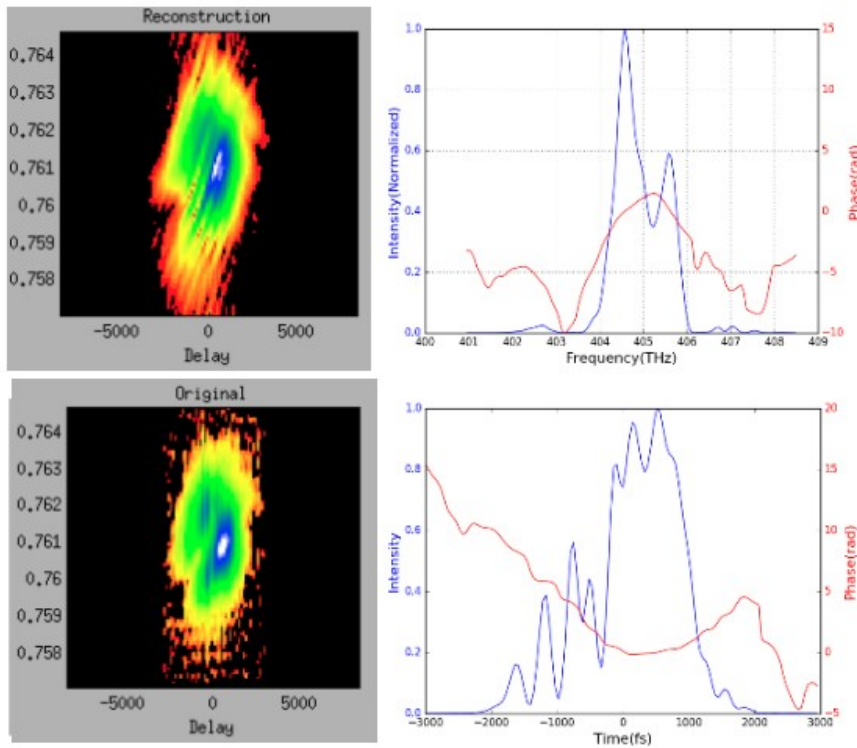 Reconstruction
0.764
0.763
0.762
0.761
0.76
0.759
0.758
−5000 0 5000
Delay
1.0
0.8
0.6
0.4
0.2
0.0
Intensity(Normalized)
400 401 402 403 404 405 406 407 408 409
Frequency(THz)
15
10
5
0
−5
−10
Phase(rad)
Original
0.764
0.763
0.762
0.761
0.76
0.759
0.758
−5000 0 5000
Delay
1.0
0.8
0.6
0.4
0.2
0.0
Intensity
−3000 −2000 −1000 0 1000 2000 3000
Time(fs)
20
15
10
5
0
−5
Phase(rad)